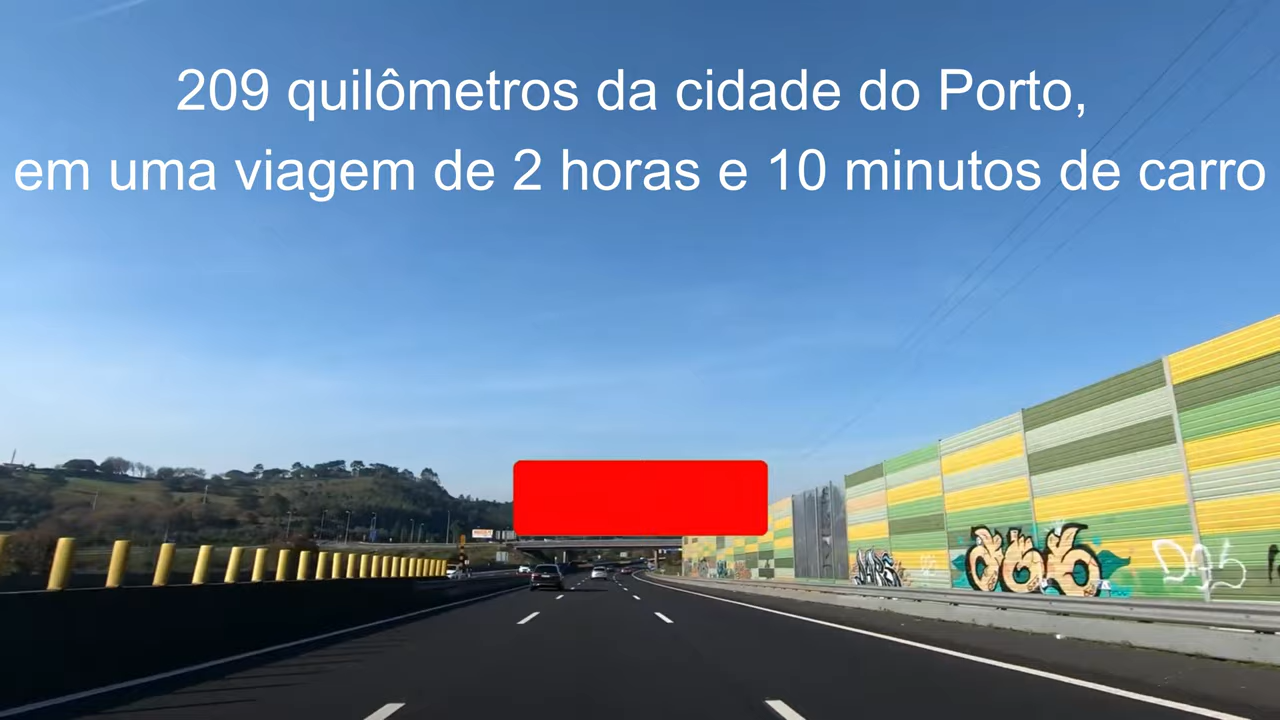 209 quilômetros da cidade do Porto,
em uma viagem de 2 horas e 10 minutos de carro